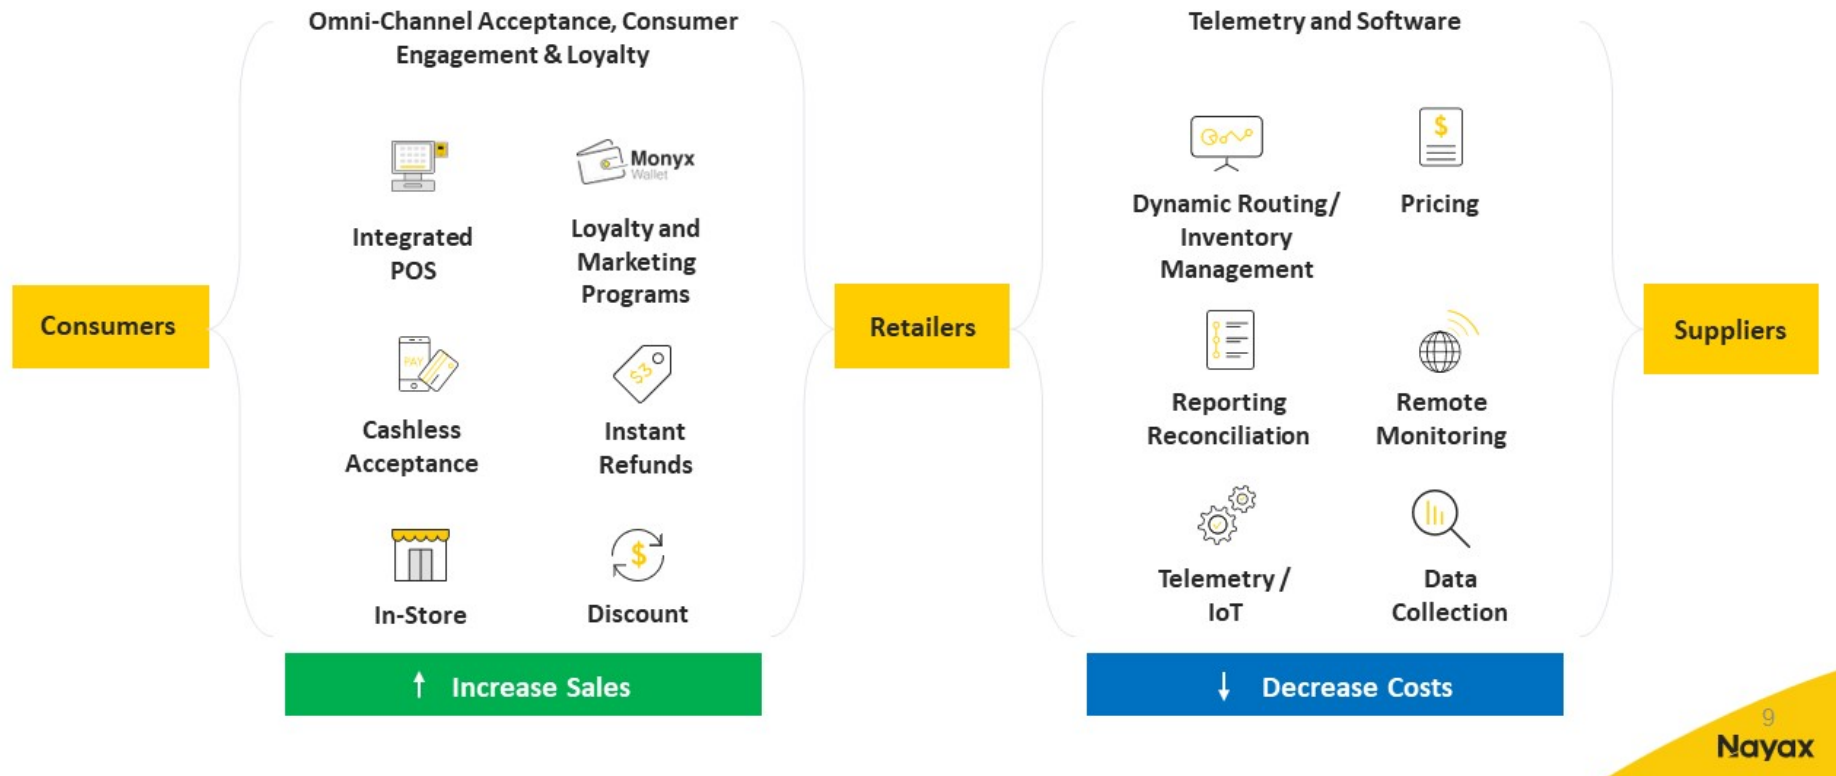 Omni-Channel Acceptance, Consumer
Engagement & Loyalty
Integrated
POS
Monyx
Wallet
Loyalty and
Marketing
Programs
Cashless
Acceptance
PAY
Instant
Refunds
$3
In-Store
Discount
$
Consumers
↑ Increase Sales
Retailers
Telemetry and Software
Dynamic Routing/
Inventory
Management
$
Pricing
Reporting
Reconciliation
Remote
Monitoring
Telemetry /
IoT
Data
Collection
↓ Decrease Costs
Suppliers
9
Nayax